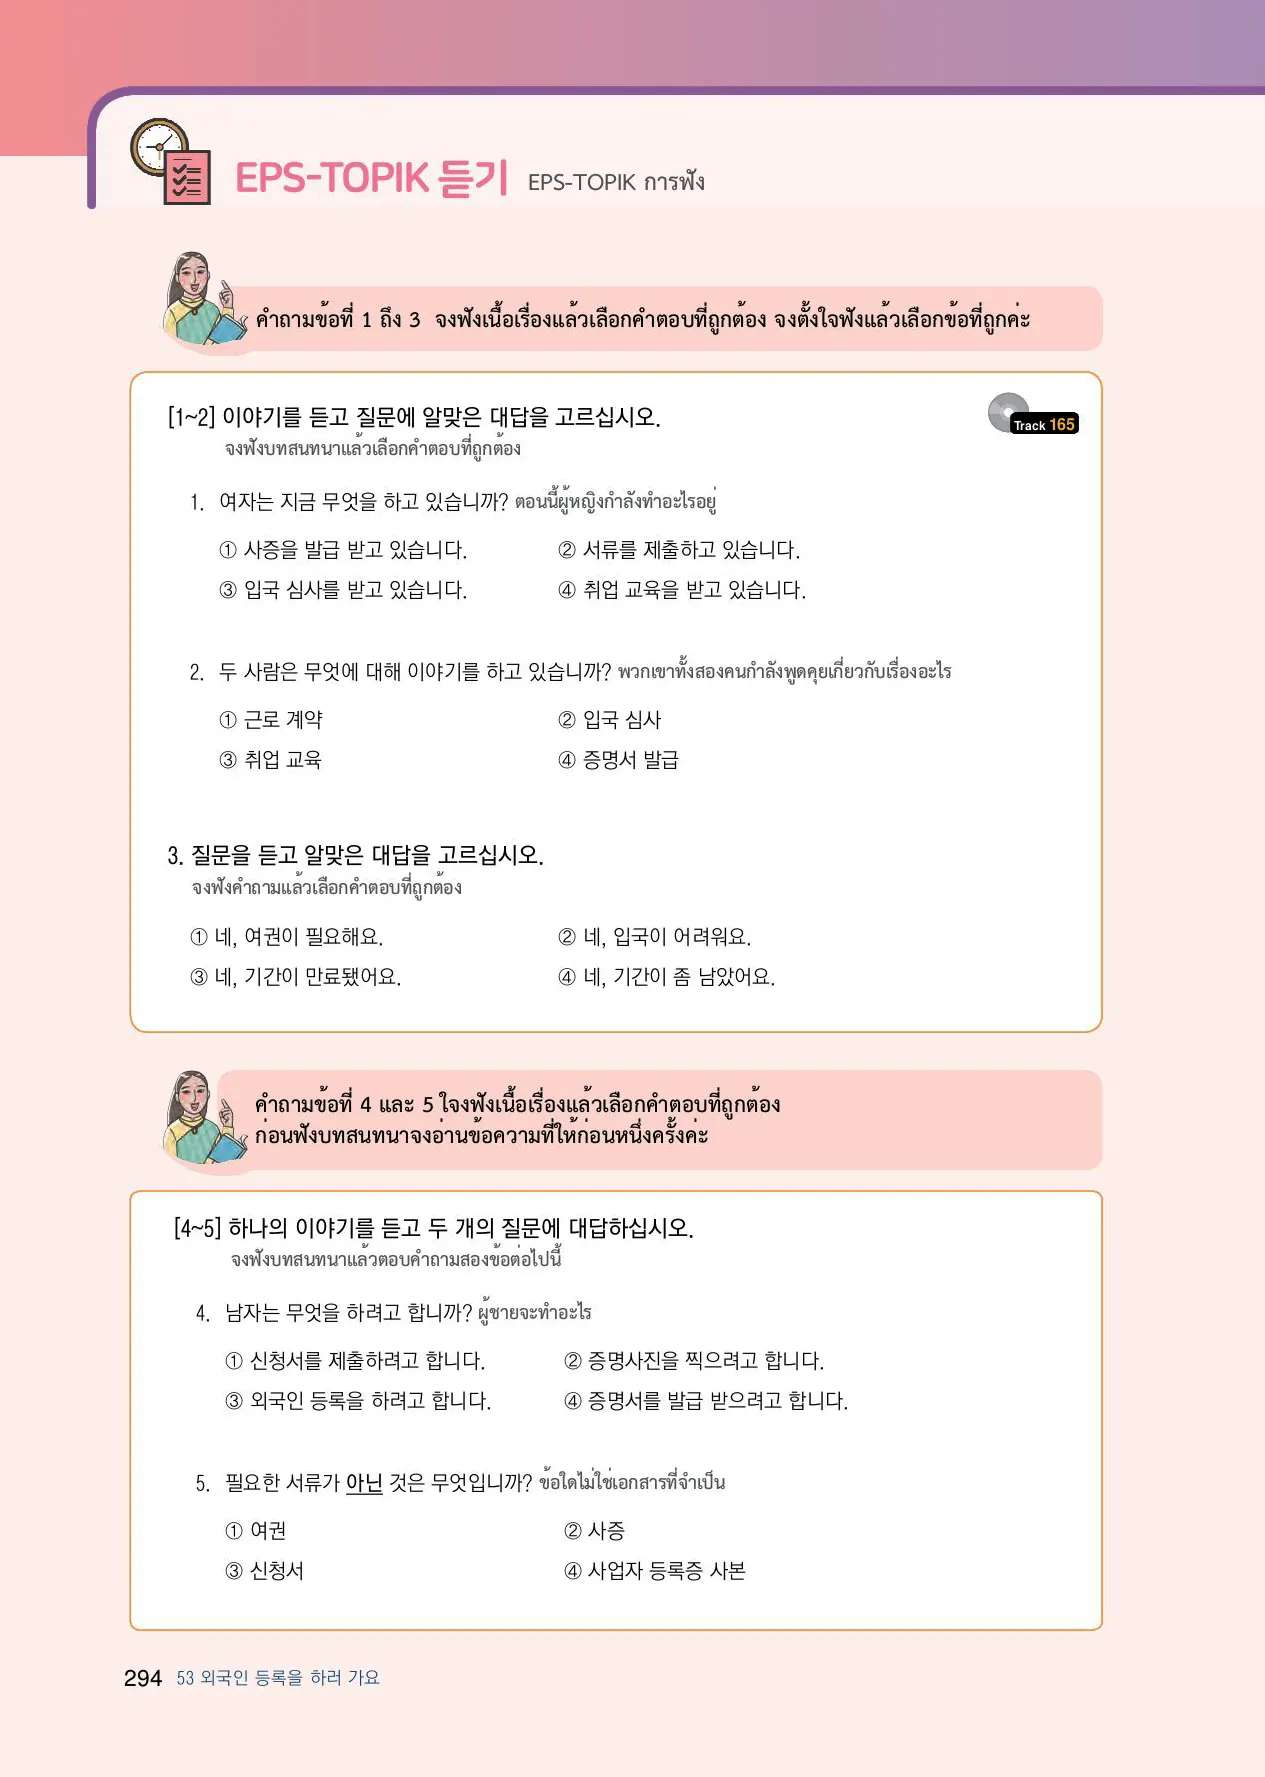 EPS-TOPIK 듣기 EPS-TOPIK การฟัง
คำถามข้อที่ 1 ถึง 3 จงฟังเนื้อเรื่องแล้วเลือกคำตอบที่ถูกต้อง จงตั้งใจฟังแล้วเลือกข้อที่ถูกค่ะ
[1~2] 이야기를 듣고 질문에 알맞은 대답을 고르십시오.
Track 165
จงฟังบทสนทนาแล้วเลือกคำตอบที่ถูกต้อง
1. 여자는 지금 무엇을 하고 있습니까? ตอนนี้ผู้หญิงกำลังทำอะไรอยู่
① 사증을 발급 받고 있습니다. ② 서류를 제출하고 있습니다.
③ 입국 심사를 받고 있습니다. ④ 취업 교육을 받고 있습니다.
2. 두 사람은 무엇에 대해 이야기를 하고 있습니까? พวกเขาทั้งสองคนกำลังพูดคุยเกี่ยวกับเรื่องอะไร
① 근로 계약 ② 입국 심사
③ 취업 교육 ④ 증명서 발급
3. 질문을 듣고 알맞은 대답을 고르십시오.
จงฟังคำถามแล้วเลือกคำตอบที่ถูกต้อง
① 네, 여권이 필요해요. ② 네, 입국이 어려워요.
③ 네, 기간이 만료됐어요. ④ 네, 기간이 좀 남았어요.
คำถามข้อที่ 4 และ 5 ใจงฟังเนื้อเรื่องแล้วเลือกคำตอบที่ถูกต้อง
ก่อนฟังบทสนทนาจงอ่านข้อความที่ให้ก่อนหนึ่งครั้งค่ะ
[4~5] 하나의 이야기를 듣고 두 개의 질문에 대답하십시오.
จงฟังบทสนทนาแล้วตอบคำถามสองข้อต่อไปนี้
4. 남자는 무엇을 하려고 합니까? ผู้ชายจะทำอะไร
① 신청서를 제출하려고 합니다. ② 증명사진을 찍으려고 합니다.
③ 외국인 등록을 하려고 합니다. ④ 증명서를 발급 받으려고 합니다.
5. 필요한 서류가 아닌 것은 무엇입니까? ข้อใดไม่ใช่เอกสารที่จำเป็น
① 여권 ② 사증
③ 신청서 ④ 사업자 등록증 사본
294 53 외국인 등록을 하러 가요